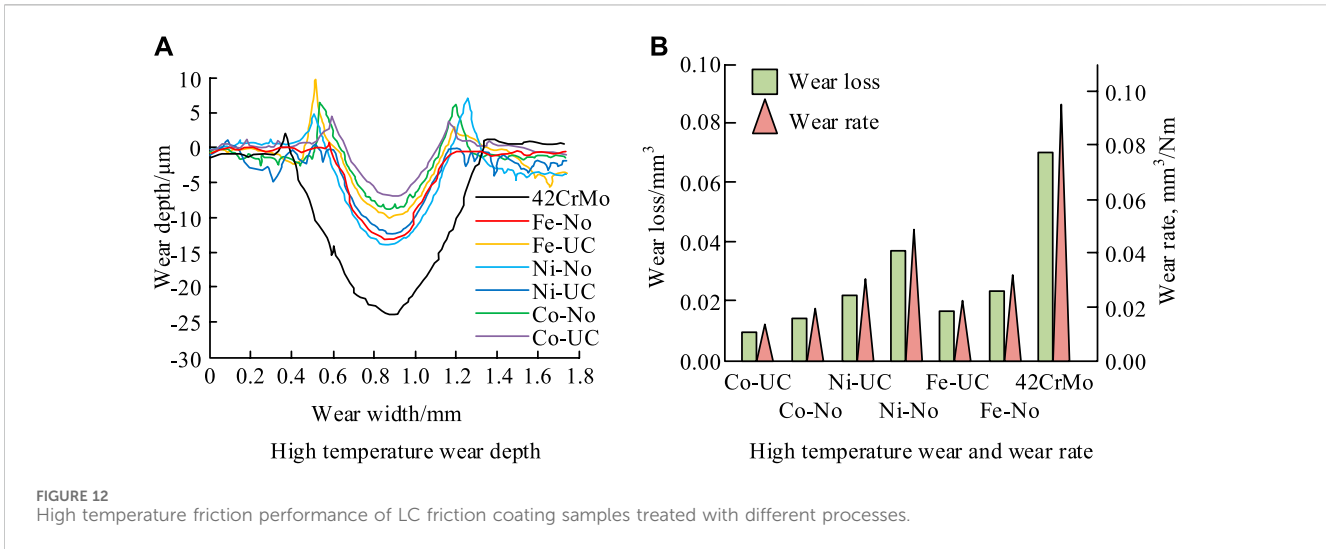 A
10
5
0
-5
-10
-15
-20
-25
-30
Wear depth/μm
0 0.2 0.4 0.6 0.8 1.0 1.2 1.4 1.6 1.8
Wear width/mm
42CrMo
Fe-No
Fe-UC
Ni-No
Ni-UC
Co-No
Co-UC
High temperature wear depth
B
0.10
0.08
0.06
0.04
0.02
0.00
Wear loss/mm³
Wear loss
Wear rate
0.10
0.08
0.06
0.04
0.02
0.00
Wear rate, mm³/Nm
Co-UC Ni-UC Fe-UC 42CrMo
Co-No Ni-No Fe-No
High temperature wear and wear rate
FIGURE 12
High temperature friction performance of LC friction coating samples treated with different processes.